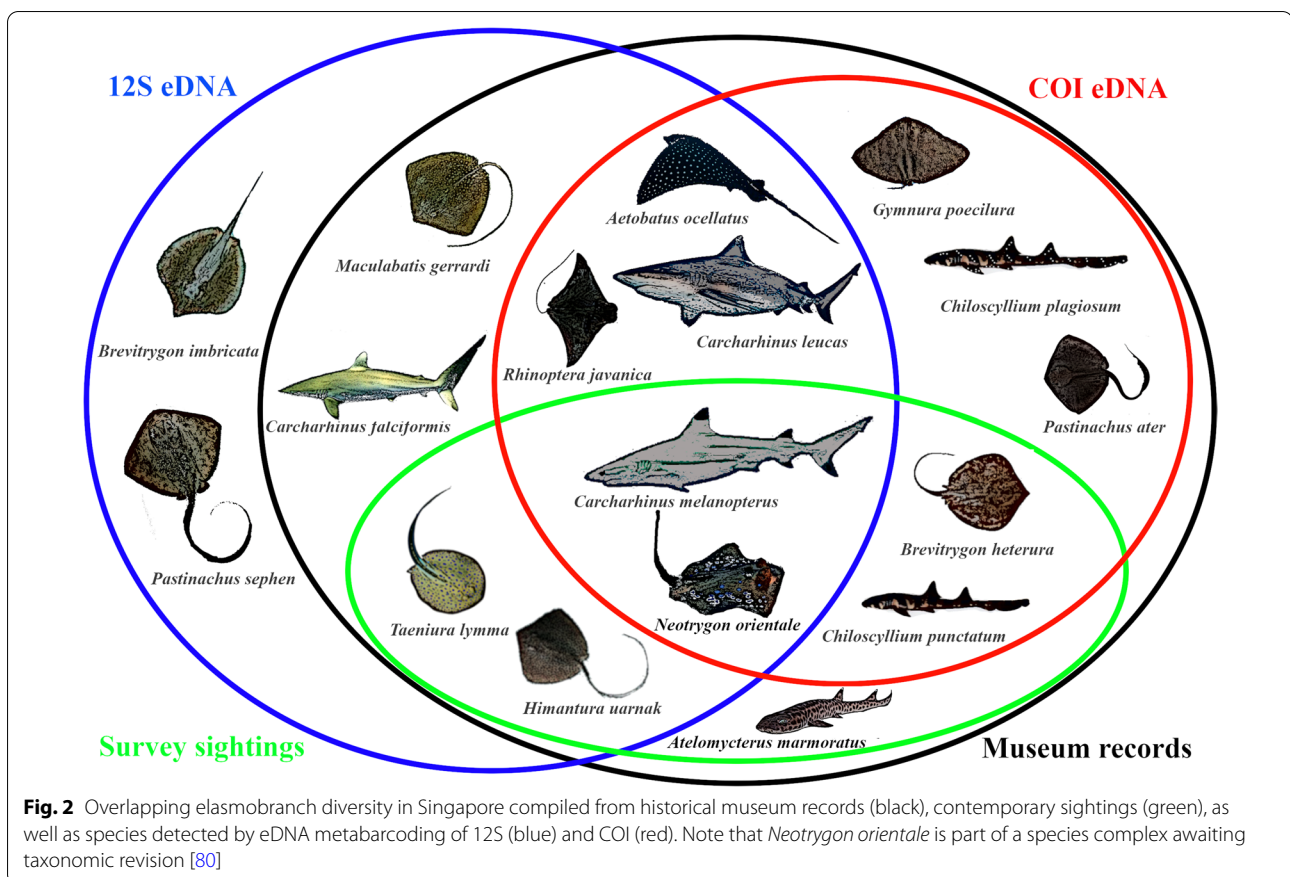 12S eDNA
COI eDNA
Gymnura poecilura
Aetobatus ocellatus
Maculabatis gerrardi
Chiloscyllium plagiosum
Carcharhinus leucas
Brevitrygon imbricata
Rhinoptera javanica
Carcharhinus falciformis
Pastinachus ater
Carcharhinus melanopterus
Brevitrygon heterura
Pastinachus sephen
Taeniura lymma
Neotrygon orientale
Chiloscyllium punctatum
Himantura uarnak
Survey sightings
Atelomycterus marmoratus
Museum records
Fig. 2 Overlapping elasmobranch diversity in Singapore compiled from historical museum records (black), contemporary sightings (green), as
well as species detected by eDNA metabarcoding of 12S (blue) and COI (red). Note that Neotrygon orientale is part of a species complex awaiting
taxonomic revision [80]